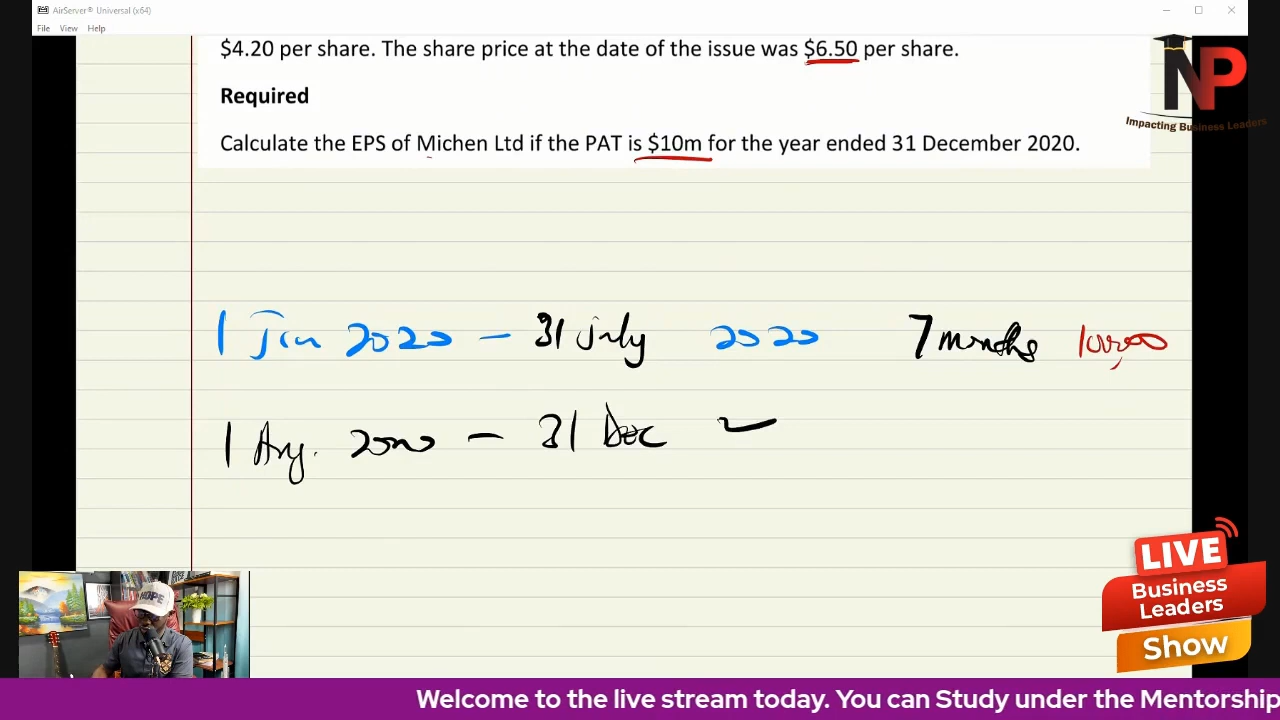 AirServer® Universal (x64)
File View Help
$4.20 per share. The share price at the date of the issue was $6.50 per share.
NP
Impacting Business Leaders
Required
Calculate the EPS of Michen Ltd if the PAT is $10m for the year ended 31 December 2020.
1 Jan 2020 – 31 July 2020 7 months
1 Aug. 2020 – 31 Dec
LIVE
Business
Leaders
Show
Welcome to the live stream today. You can Study under the Mentorship